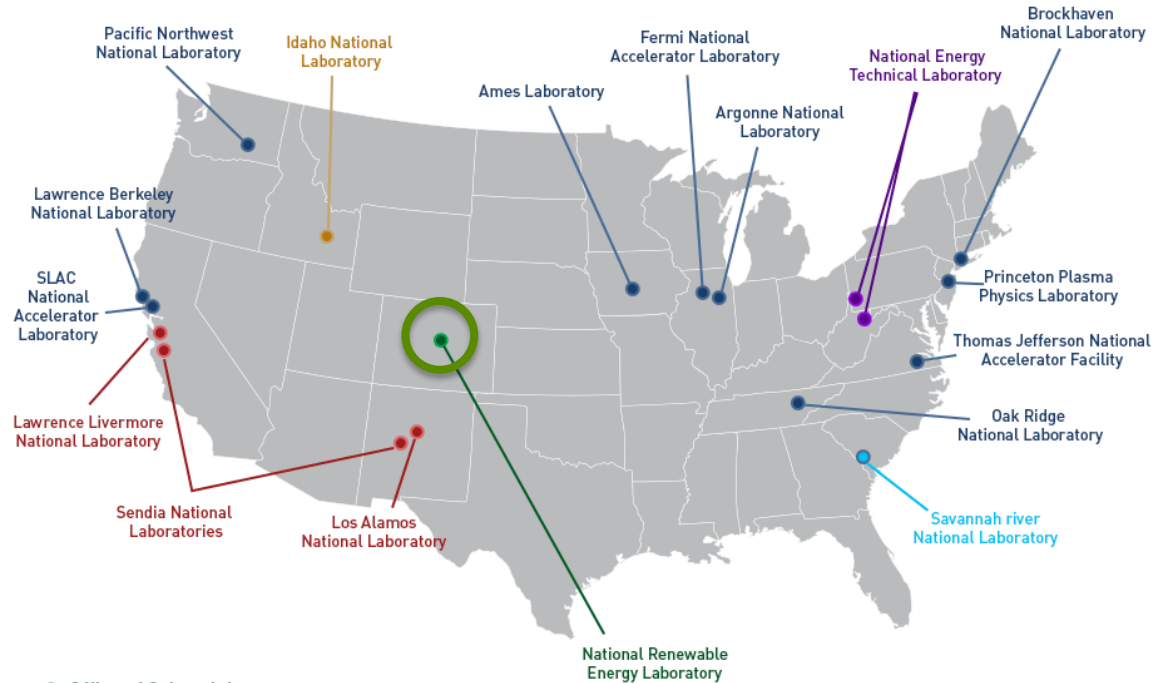 Brockhaven
National Laboratory
Pacific Northwest
National Laboratory
Idaho National
Laboratory
Fermi National
Accelerator Laboratory
National Energy
Technical Laboratory
Ames Laboratory
Argonne National
Laboratory
Lawrence Berkeley
National Laboratory
SLAC
National
Accelerator
Laboratory
Princeton Plasma
Physics Laboratory
Thomas Jefferson National
Accelerator Facility
Lawrence Livermore
National Laboratory
Oak Ridge
National Laboratory
Sendia National
Laboratories
Los Alamos
National Laboratory
Savannah river
National Laboratory
National Renewable
Energy Laboratory